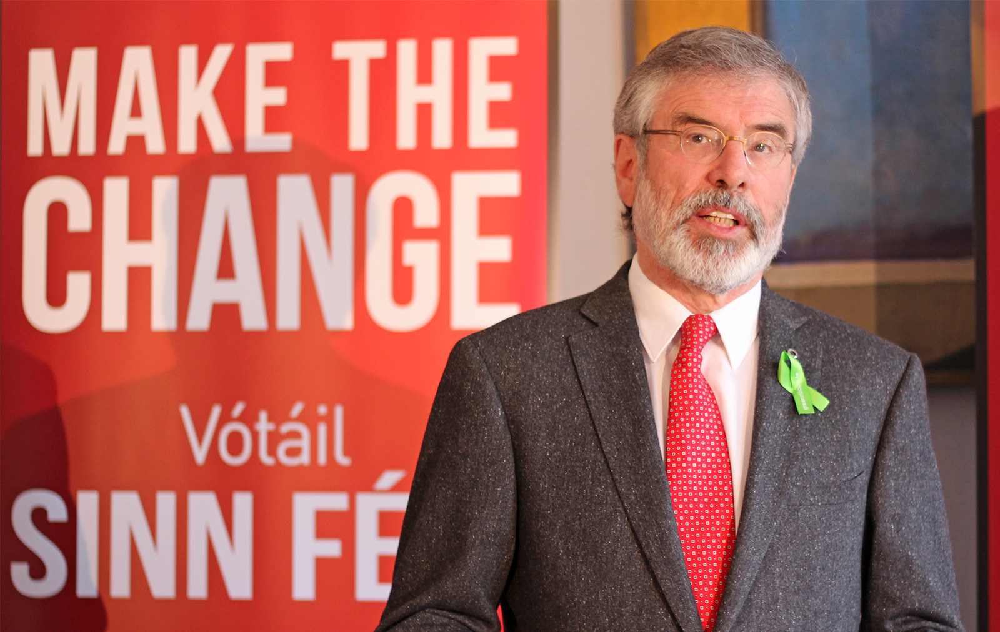 MAKE THE
CHANGE
Vótáil
SINN FÉ